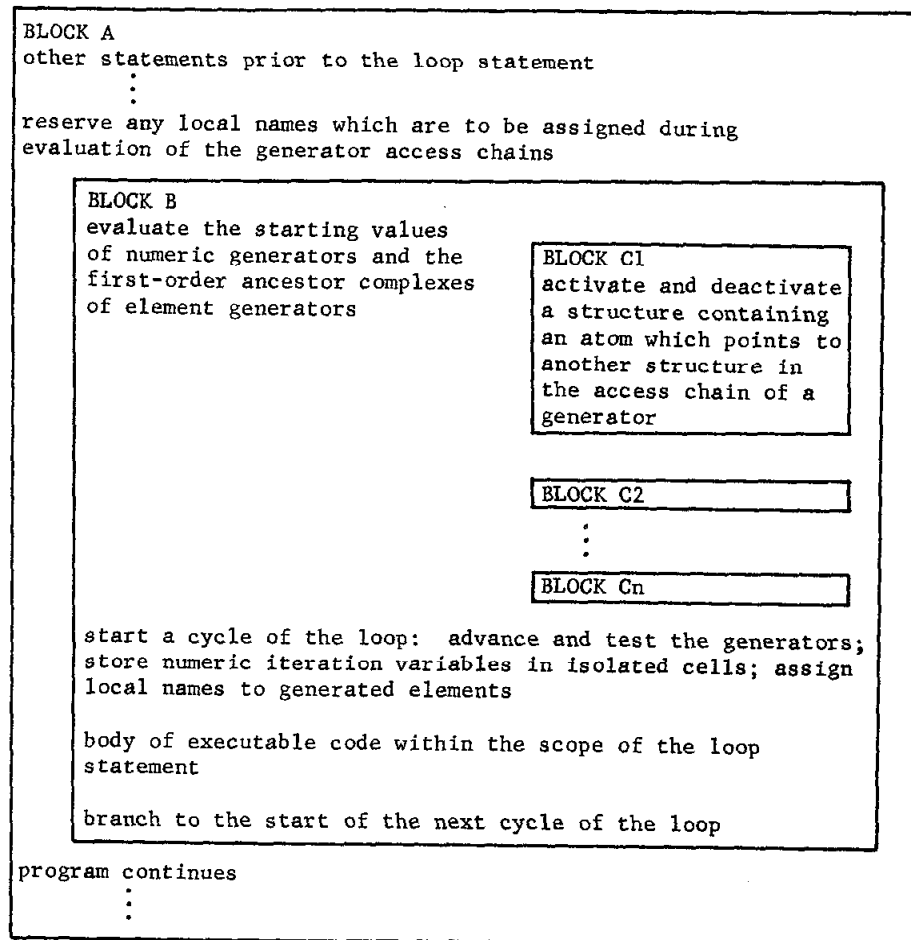 BLOCK A
other statements prior to the loop statement
reserve any local names which are to be assigned during
evaluation of the generator access chains
BLOCK B
evaluate the starting values
of numeric generators and the
first-order ancestor complexes
of element generators
BLOCK C1
activate and deactivate
a structure containing
an atom which points to
another structure in
the access chain of a
generator
BLOCK C2
BLOCK Cn
start a cycle of the loop: advance and test the generators;
store numeric iteration variables in isolated cells; assign
local names to generated elements
body of executable code within the scope of the loop
statement
branch to the start of the next cycle of the loop
program continues